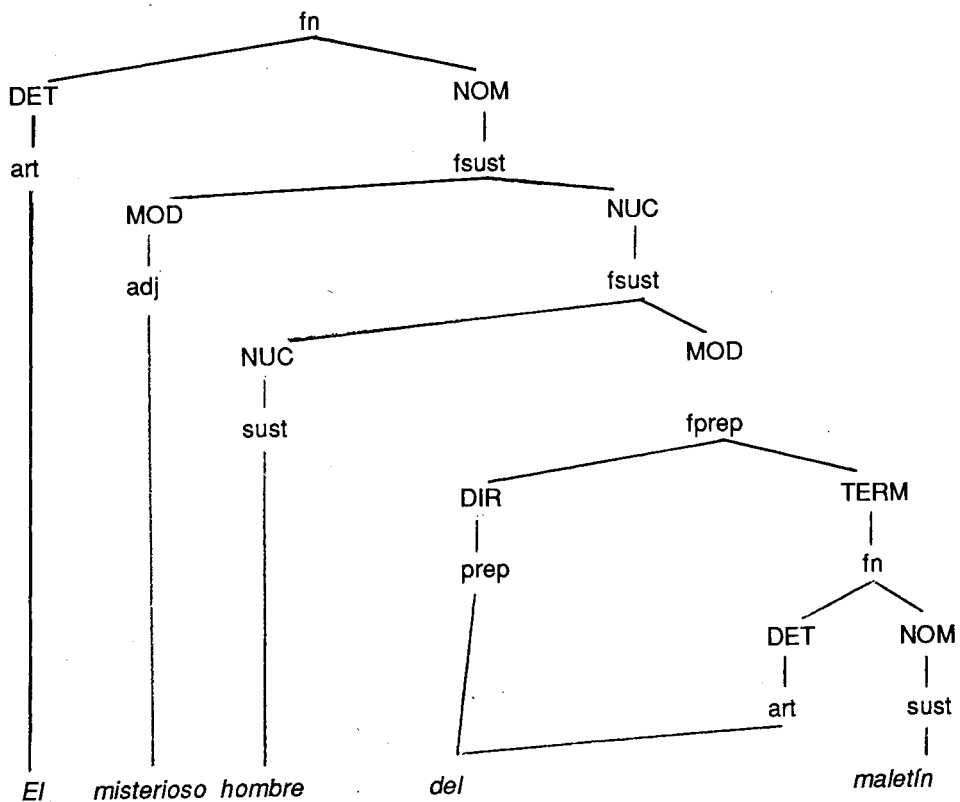 fn
DET NOM
art fsust
MOD NUC
adj fsust
NUC MOD
sust fprep
DIR TERM
prep fn
DET NOM
art sust
El misterioso hombre del maletín